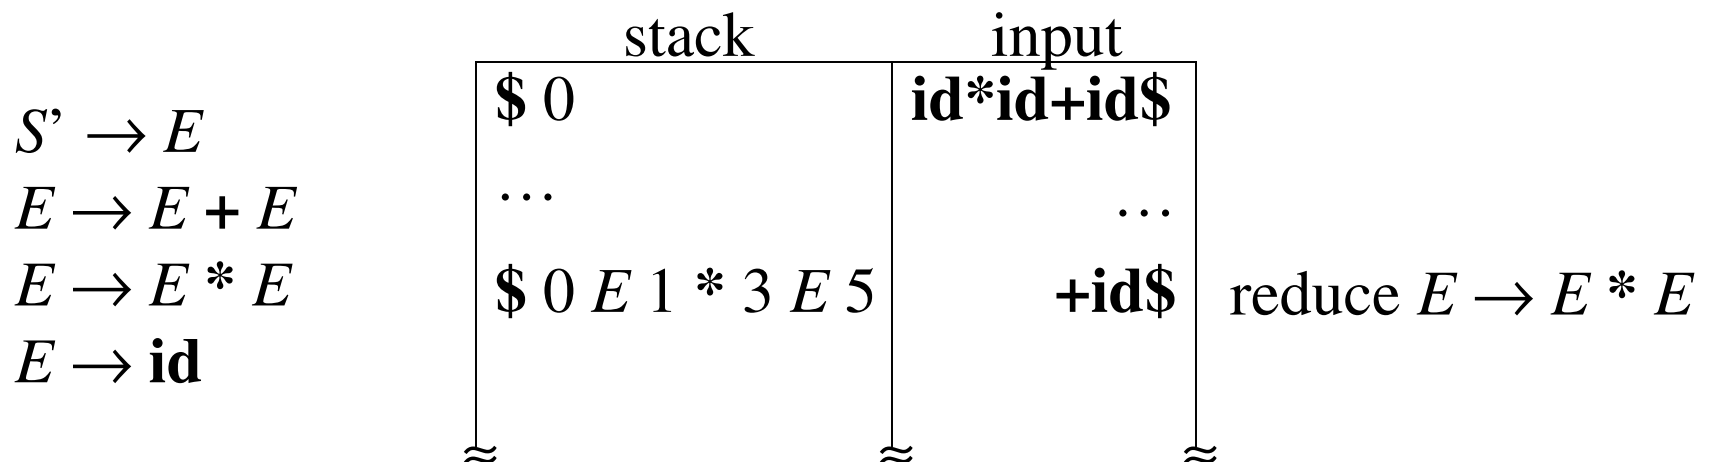 stack input
$ 0 id*id+id$
S’ → E
… …
E → E + E
E → E * E
$ 0 E 1 * 3 E 5 +id$ reduce E → E * E
E → id
≈ ≈ ≈